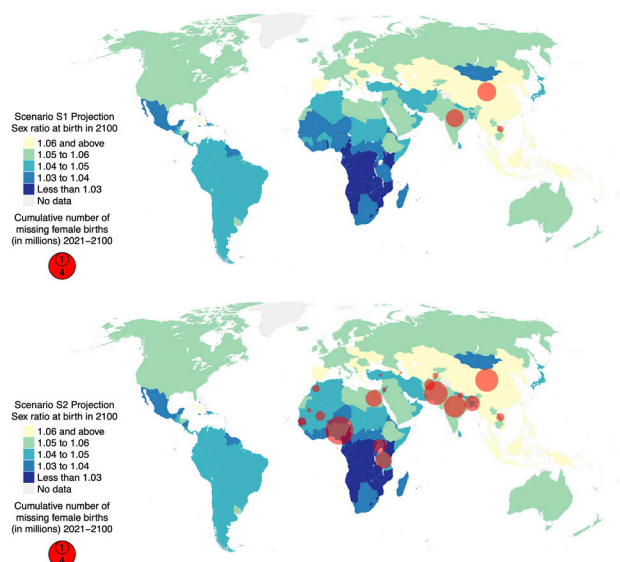 Scenario S1 Projection
Sex ratio at birth in 2100
1.06 and above
1.05 to 1.06
1.04 to 1.05
1.03 to 1.04
Less than 1.03
No data
Cumulative number of
missing female births
(in millions) 2021–2100
1
4
Scenario S2 Projection
Sex ratio at birth in 2100
1.06 and above
1.05 to 1.06
1.04 to 1.05
1.03 to 1.04
Less than 1.03
No data
Cumulative number of
missing female births
(in millions) 2021–2100
1
4